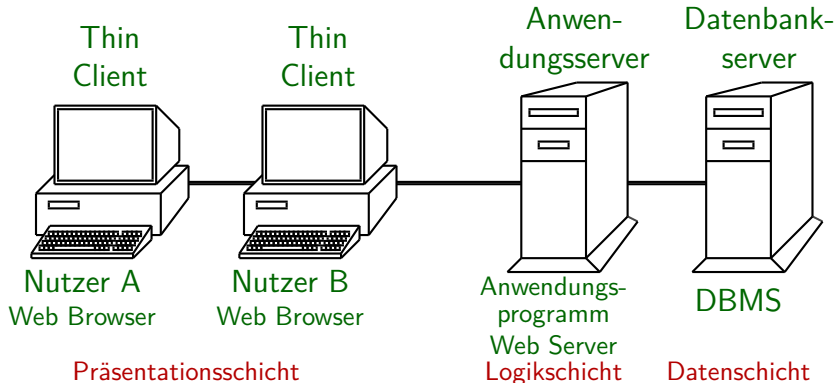 Thin
Client
Thin
Client
Anwen-
dungsserver
Datenbank-
server
Nutzer A
Web Browser
Nutzer B
Web Browser
Anwendungs-
programm
Web Server
DBMS
Präsentationsschicht
Logikschicht
Datenschicht